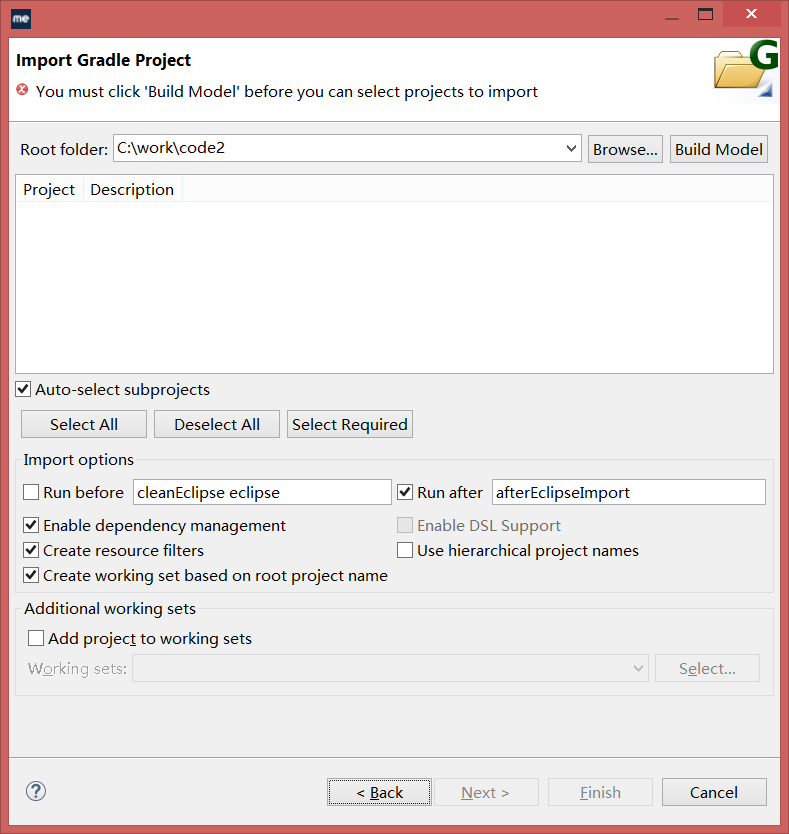 me
Import Gradle Project
You must click 'Build Model' before you can select projects to import
G
Root folder: C:\work\code2 Browse... Build Model
Project Description
Auto-select subprojects
Select All Deselect All Select Required
Import options
Run before cleanEclipse eclipse Run after afterEclipseImport
Enable dependency management Enable DSL Support
Create resource filters Use hierarchical project names
Create working set based on root project name
Additional working sets
Add project to working sets
Working sets: Select...
? < Back Next > Finish Cancel